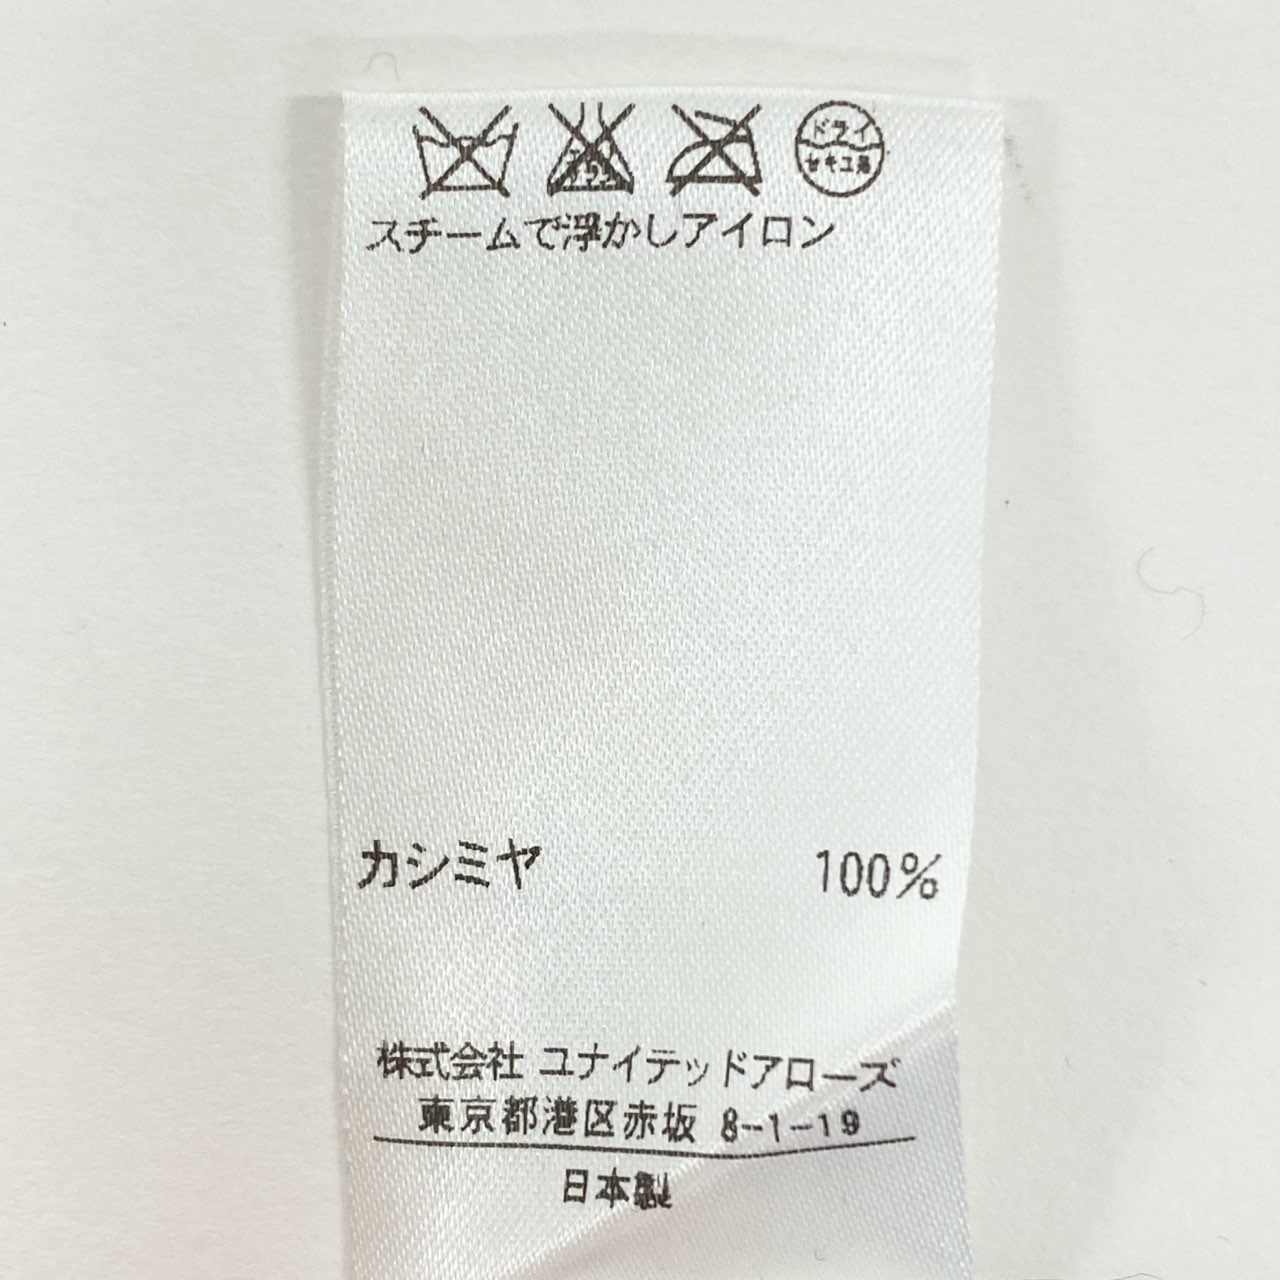 ドライ
セキユ系
スチームで浮かしアイロン
カシミヤ 100%
株式会社 ユナイテッドアローズ
東京都港区赤坂 8-1-19
日本製